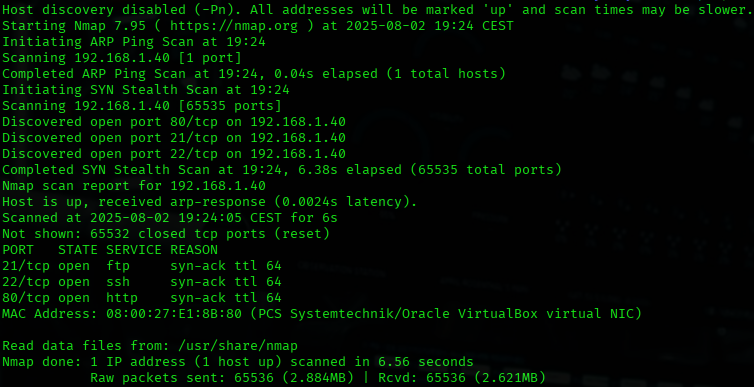 Host discovery disabled (-Pn). All addresses will be marked 'up' and scan times may be slower.
Starting Nmap 7.95 ( https://nmap.org ) at 2025-08-02 19:24 CEST
Initiating ARP Ping Scan at 19:24
Scanning 192.168.1.40 [1 port]
Completed ARP Ping Scan at 19:24, 0.04s elapsed (1 total hosts)
Initiating SYN Stealth Scan at 19:24
Scanning 192.168.1.40 [65535 ports]
Discovered open port 80/tcp on 192.168.1.40
Discovered open port 21/tcp on 192.168.1.40
Discovered open port 22/tcp on 192.168.1.40
Completed SYN Stealth Scan at 19:24, 6.38s elapsed (65535 total ports)
Nmap scan report for 192.168.1.40
Host is up, received arp-response (0.0024s latency).
Scanned at 2025-08-02 19:24:05 CEST for 6s
Not shown: 65532 closed tcp ports (reset)
PORT   STATE SERVICE REASON
21/tcp open  ftp     syn-ack ttl 64
22/tcp open  ssh     syn-ack ttl 64
80/tcp open  http    syn-ack ttl 64
MAC Address: 08:00:27:E1:8B:80 (PCS Systemtechnik/Oracle VirtualBox virtual NIC)
Read data files from: /usr/share/nmap
Nmap done: 1 IP address (1 host up) scanned in 6.56 seconds
           Raw packets sent: 65536 (2.884MB) | Rcvd: 65536 (2.621MB)